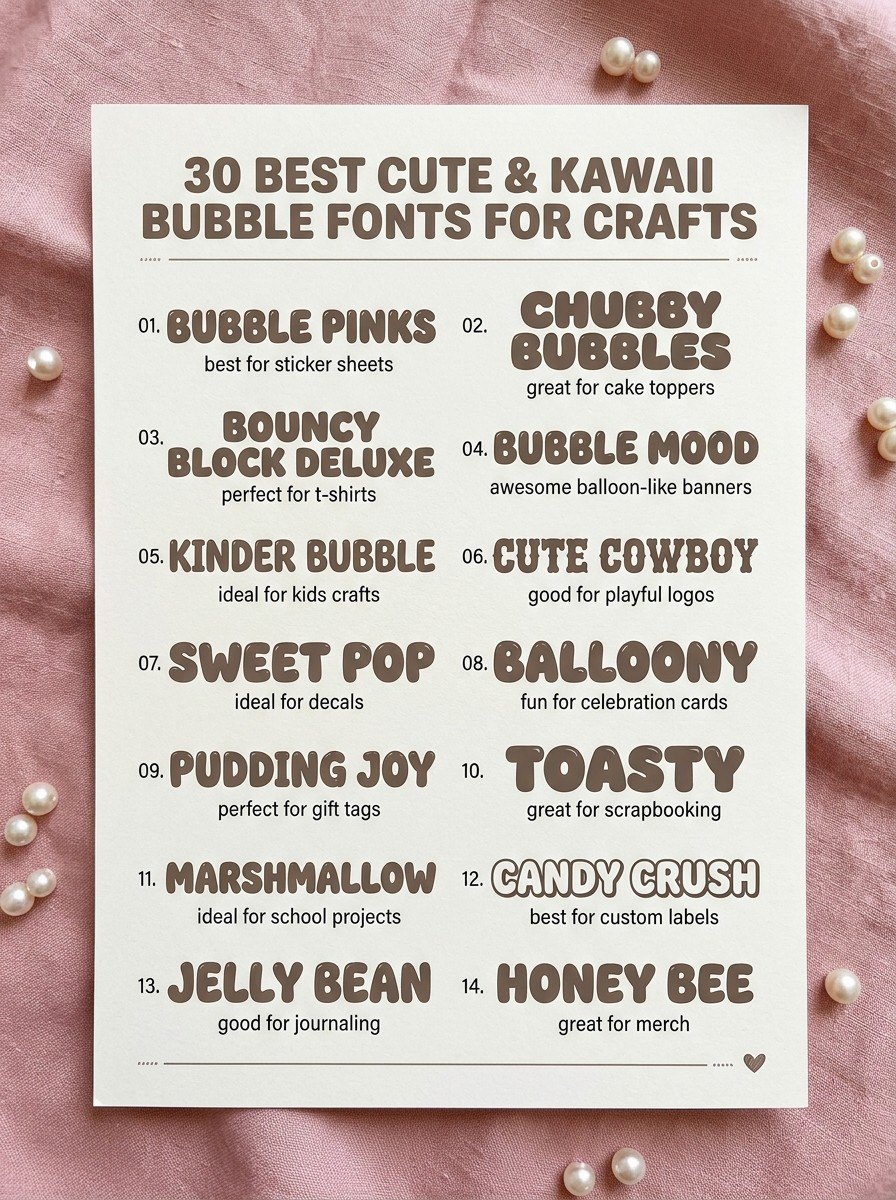 30 BEST CUTE & KAWAII
BUBBLE FONTS FOR CRAFTS
01. BUBBLE PINKS
best for sticker sheets
02. CHUBBY
BUBBLES
great for cake toppers
03. BOUNCY
BLOCK DELUXE
perfect for t-shirts
04. BUBBLE MOOD
awesome balloon-like banners
05. KINDER BUBBLE
ideal for kids crafts
06. CUTE COWBOY
good for playful logos
07. SWEET POP
ideal for decals
08. BALLOONY
fun for celebration cards
09. PUDDING JOY
perfect for gift tags
10. TOASTY
great for scrapbooking
11. MARSHMALLOW
ideal for school projects
12. CANDY CRUSH
best for custom labels
13. JELLY BEAN
good for journaling
14. HONEY BEE
great for merch